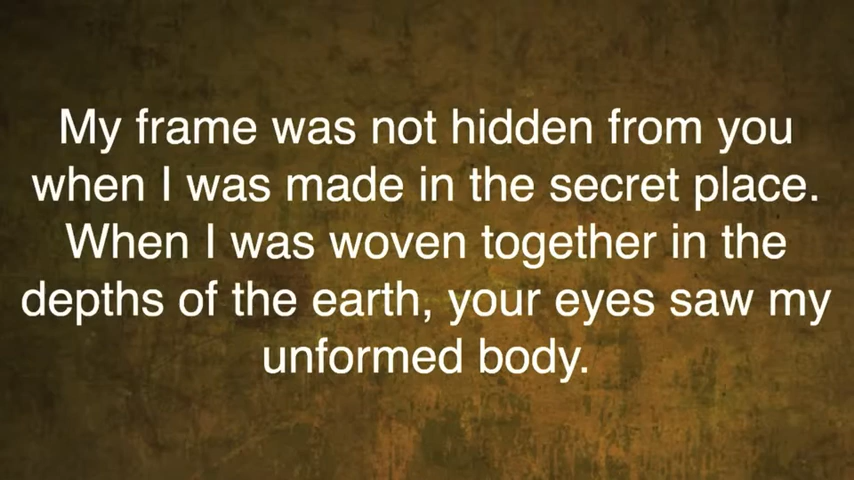 My frame was not hidden from you
when I was made in the secret place.
When I was woven together in the
depths of the earth, your eyes saw my
unformed body.